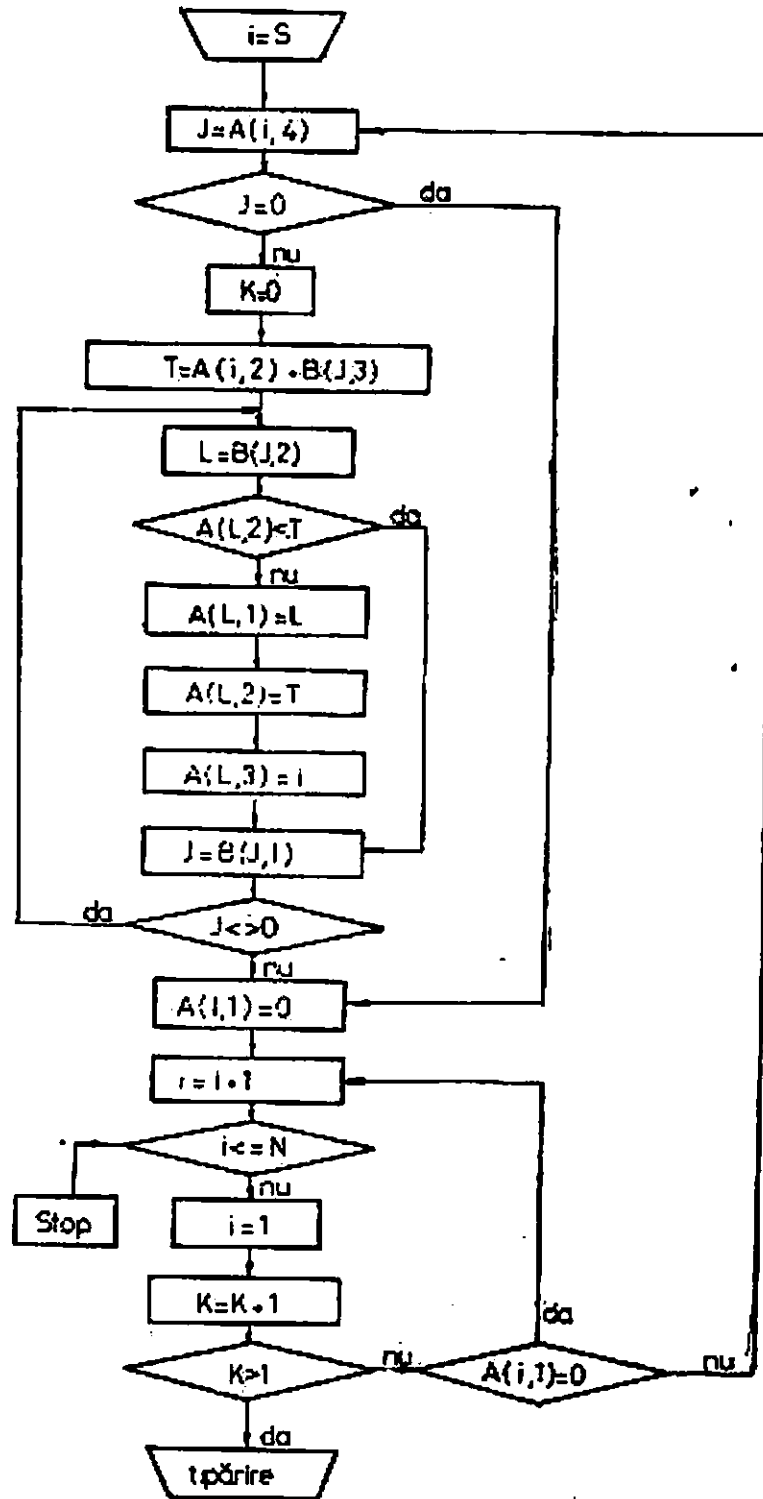 i=S
J=A(i,4)
J=0
da
nu
K=0
T=A(i,2)+B(J,3)
L=B(J,2)
A(L,2)<T
da
nu
A(L,1)=L
A(L,2)=T
A(L,3)=i
J=B(J,1)
da
J<>0
nu
A(i,1)=0
i=i+1
i<=N
nu
Stop
i=1
K=K+1
da
K>1
nu
A(i,1)=0
nu
da
tipărire